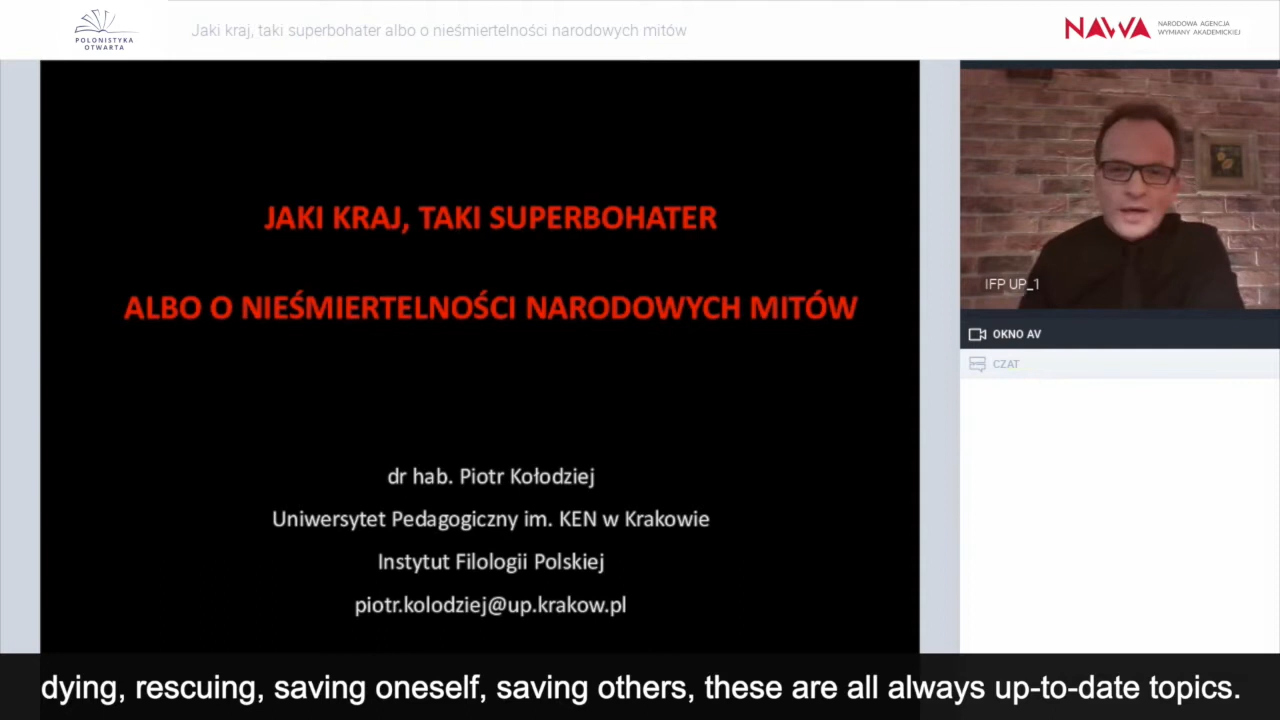 POLONISTYKA
OTWARTA
Jaki kraj, taki superbohater albo o nieśmiertelności narodowych mitów
NAWA
NARODOWA AGENCJA
WYMIANY AKADEMICKIEJ
JAKI KRAJ, TAKI SUPERBOHATER
ALBO O NIEŚMIERTELNOŚCI NARODOWYCH MITÓW
dr hab. Piotr Kołodziej
Uniwersytet Pedagogiczny im. KEN w Krakowie
Instytut Filologii Polskiej
piotr.kolodziej@up.krakow.pl
IFP UP_1
OKNO AV
CZAT
dying, rescuing, saving oneself, saving others, these are all always up-to-date topics.